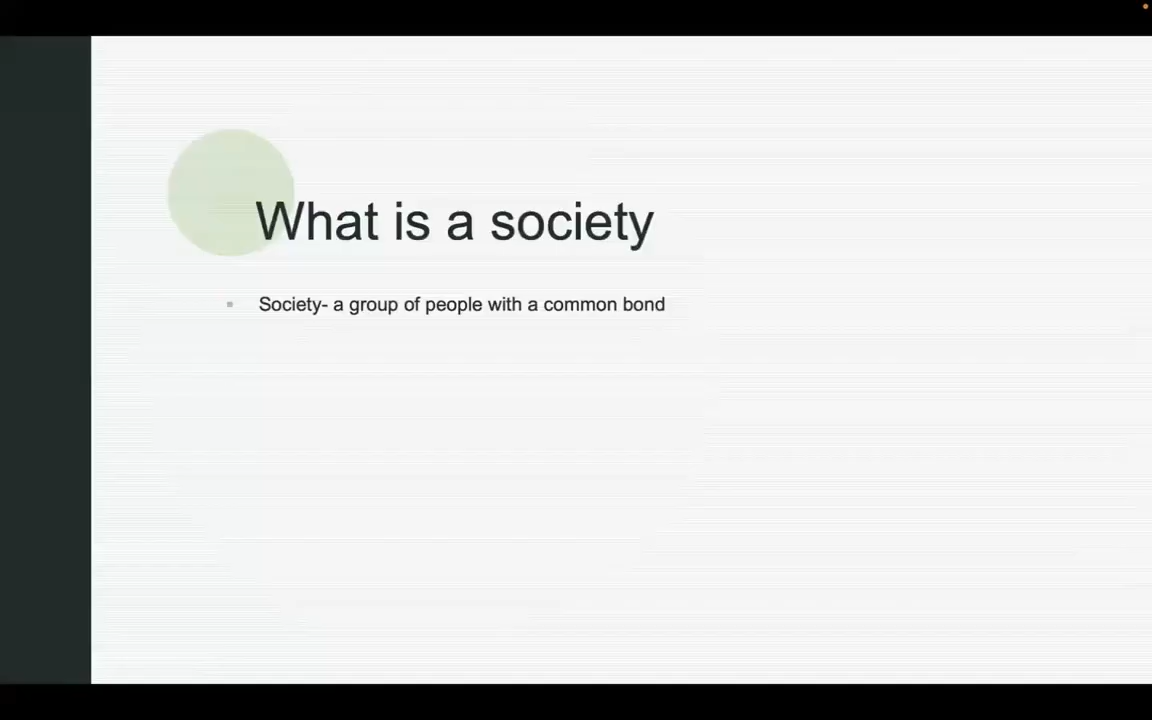 What is a society
Society- a group of people with a common bond